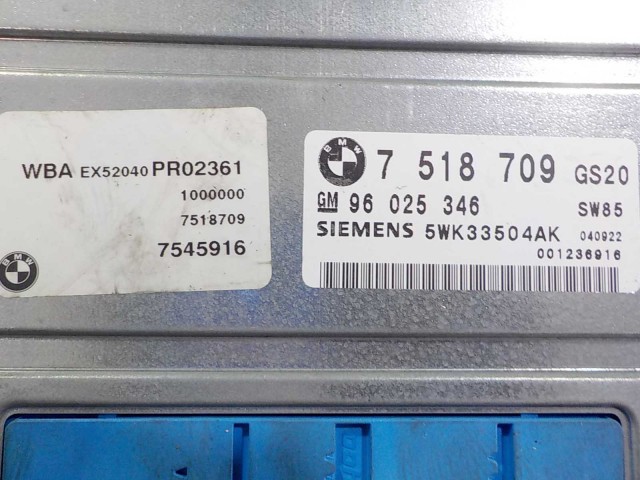 WBA EX52040 PR02361
1000000
7518709
7545916
BMW
BMW 7 518 709 GS20
GM 96 025 346 SW85
SIEMENS 5WK33504AK 040922
001236916